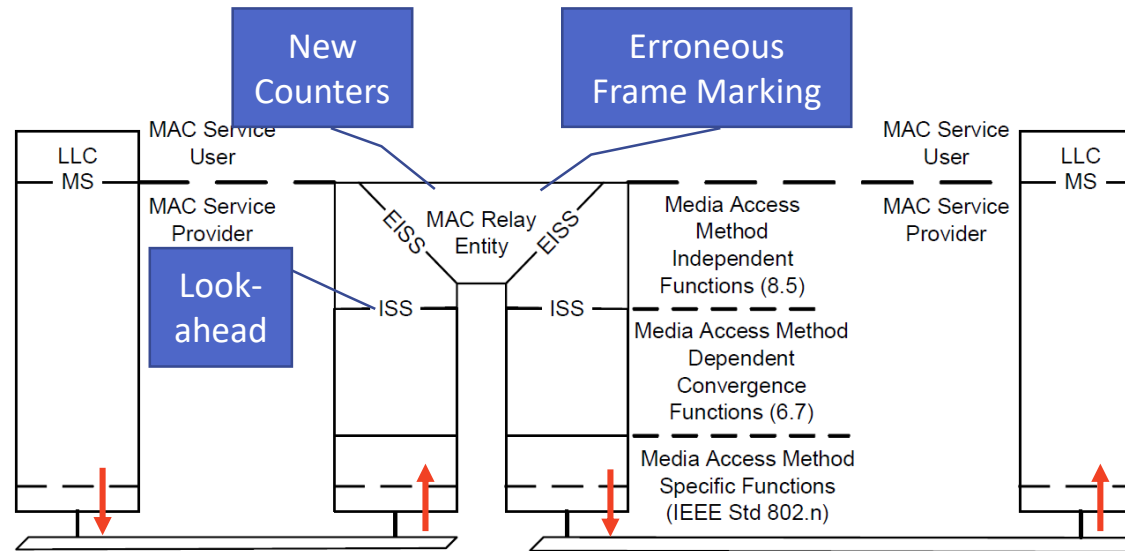 New
Counters
Erroneous
Frame Marking
LLC
MS
MAC Service
User
MAC Service
Provider
Look-
ahead
EISS
MAC Relay
Entity
EISS
ISS
ISS
Media Access
Method
Independent
Functions (8.5)
Media Access Method
Dependent
Convergence
Functions (6.7)
Media Access Method
Specific Functions
(IEEE Std 802.n)
MAC Service
User
MAC Service
Provider
LLC
MS